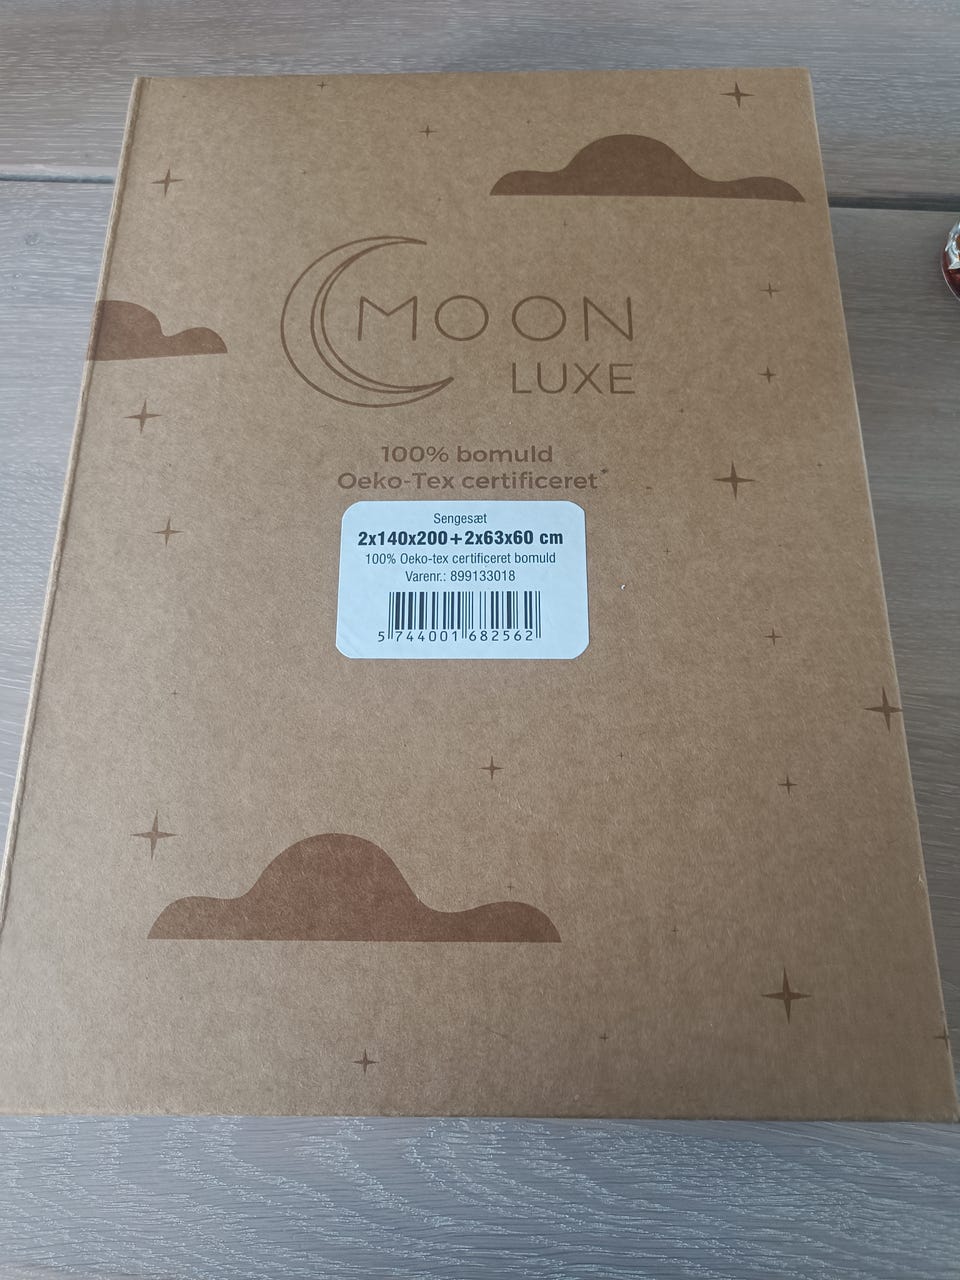 MOON
LUXE
100% bomuld
Oeko-Tex certificeret*
Sengesæt
2x140x200+2x63x60 cm
100% Oeko-tex certificeret bomuld
Varenr.: 899133018
5 744001 682562